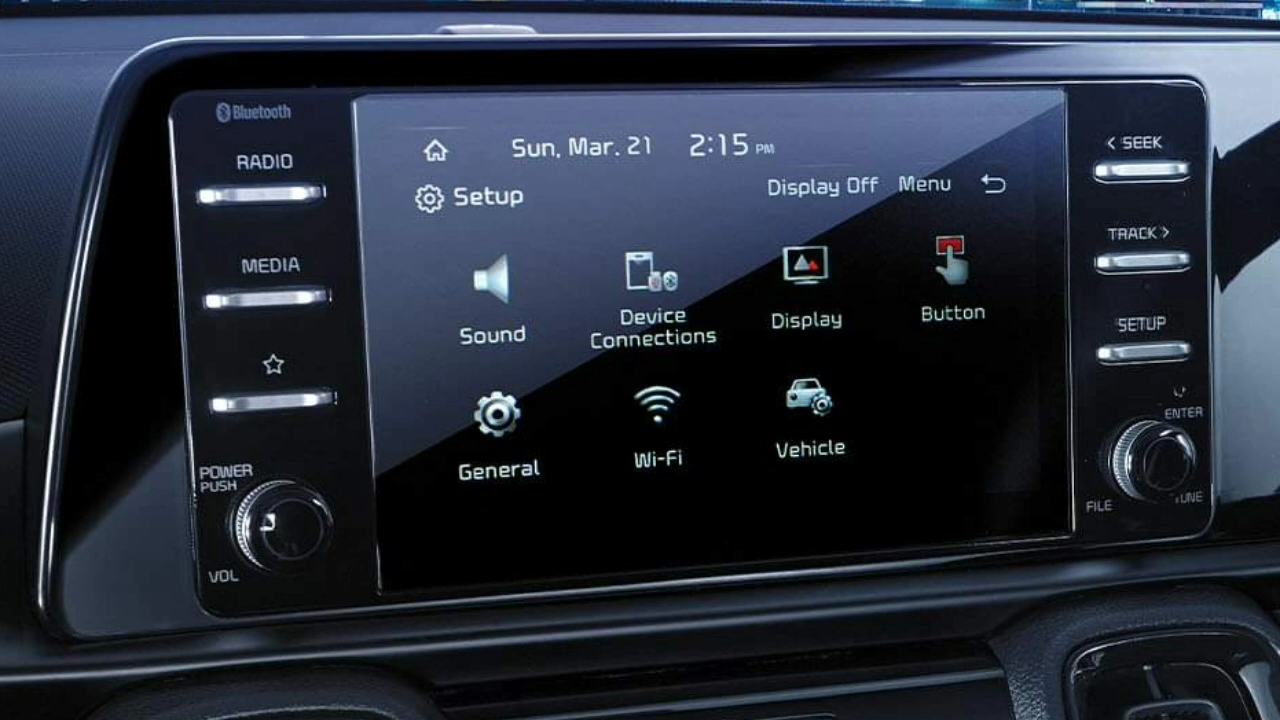 Bluetooth
RADIO
MEDIA
POWER
PUSH
VOL
Sun, Mar. 21 2:15 PM
Setup
Display Off Menu
Sound
Device
Connections
Display
Button
General
Wi-Fi
Vehicle
< SEEK
TRACK >
SETUP
ENTER
FILE
TUNE